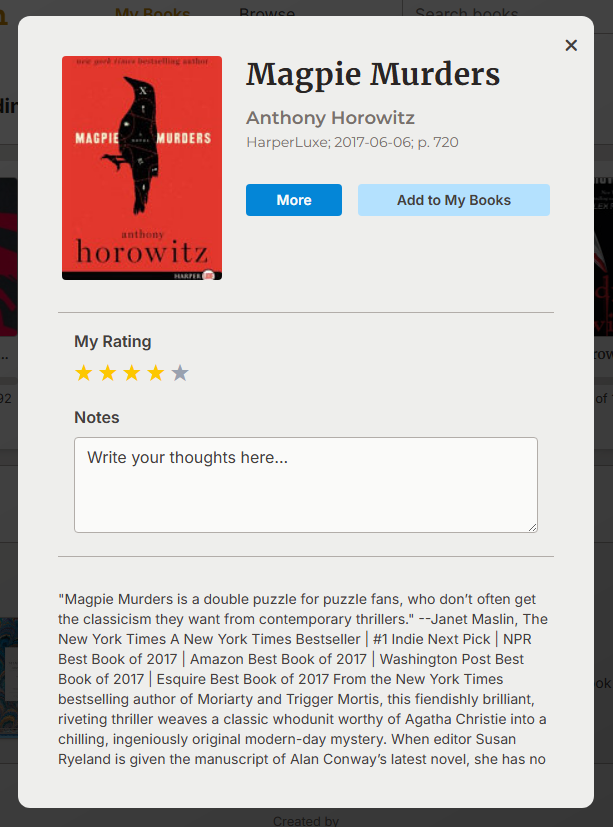 My Books
Browse
Search books
×
new york times bestselling author
X
MAGPIE A NOVEL MURDERS
anthony
horowitz
HARPER LUXE
Magpie Murders
Anthony Horowitz
HarperLuxe; 2017-06-06; p. 720
More
Add to My Books
My Rating
Notes
Write your thoughts here...
"Magpie Murders is a double puzzle for puzzle fans, who don’t often get
the classicism they want from contemporary thrillers." --Janet Maslin, The
New York Times A New York Times Bestseller | #1 Indie Next Pick | NPR
Best Book of 2017 | Amazon Best Book of 2017 | Washington Post Best
Book of 2017 | Esquire Best Book of 2017 From the New York Times
bestselling author of Moriarty and Trigger Mortis, this fiendishly brilliant,
riveting thriller weaves a classic whodunit worthy of Agatha Christie into a
chilling, ingeniously original modern-day mystery. When editor Susan
Ryeland is given the manuscript of Alan Conway’s latest novel, she has no
Created by